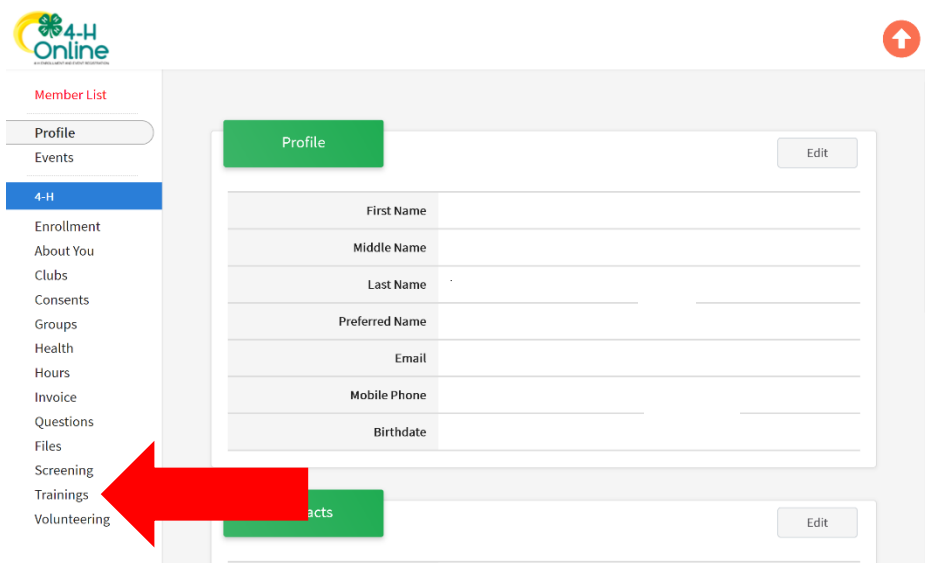 4-H
Online
Member List
Profile
Events
4-H
Enrollment
About You
Clubs
Consents
Groups
Health
Hours
Invoice
Questions
Files
Screening
Trainings
Volunteering
Profile
Edit
First Name
Middle Name
Last Name
Preferred Name
Email
Mobile Phone
Birthdate
acts
Edit